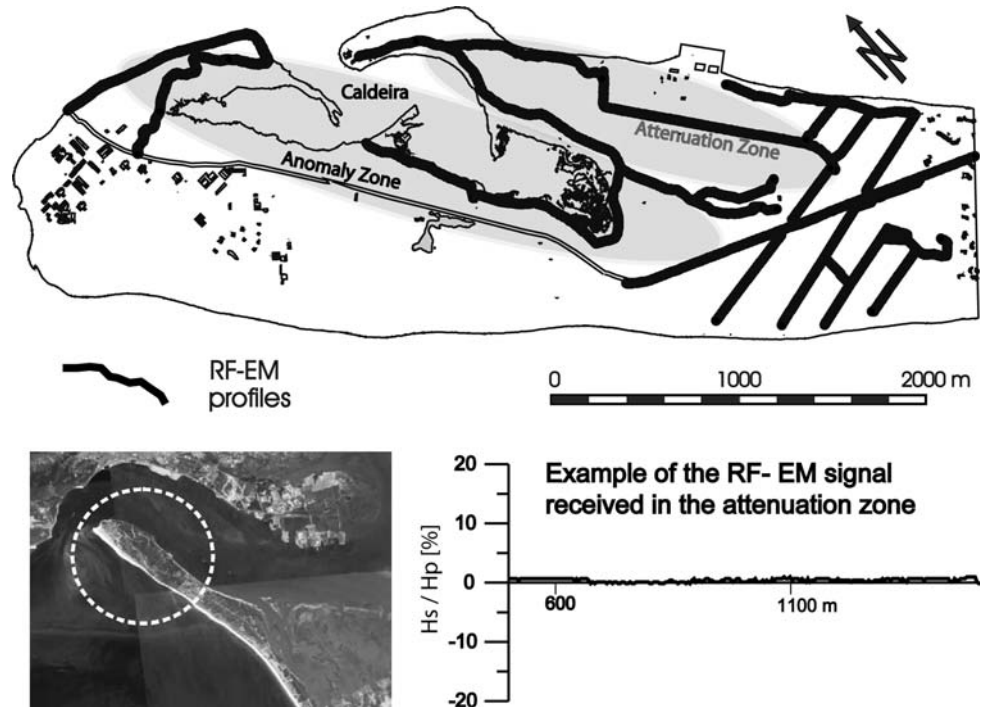 Caldeira
Attenuation Zone
Anomaly Zone
RF-EM
profiles
0 1000 2000 m
20
10
0
-10
-20
Hs / Hp [%]
Example of the RF- EM signal
received in the attenuation zone
600 1100 m